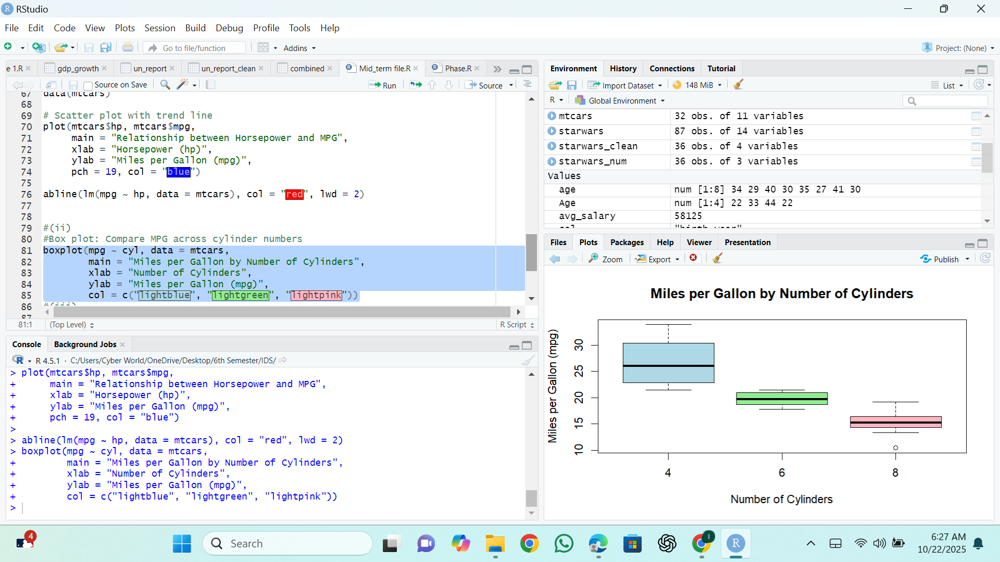 RStudio
File Edit Code View Plots Session Build Debug Profile Tools Help
Go to file/function Addins Project: (None)
e 1.R gdp_growth un_report un_report_clean combined Mid_term file.R Phase.R
Source on Save Run Source
67 data(mtcars)
68
69 # Scatter plot with trend line
70 plot(mtcars$hp, mtcars$mpg,
71 main = "Relationship between Horsepower and MPG",
72 xlab = "Horsepower (hp)",
73 ylab = "Miles per Gallon (mpg)",
74 pch = 19, col = "blue")
75
76 abline(lm(mpg ~ hp, data = mtcars), col = "red", lwd = 2)
77
78
79 #(ii)
80 #Box plot: Compare MPG across cylinder numbers
81 boxplot(mpg ~ cyl, data = mtcars,
82 main = "Miles per Gallon by Number of Cylinders",
83 xlab = "Number of Cylinders",
84 ylab = "Miles per Gallon (mpg)",
85 col = c("lightblue", "lightgreen", "lightpink"))
86 #(iii)
87
81:1 (Top Level) R Script
Console Background Jobs
R 4.5.1 · C:/Users/Cyber World/OneDrive/Desktop/6th Semester/IDS/
> plot(mtcars$hp, mtcars$mpg,
+ main = "Relationship between Horsepower and MPG",
+ xlab = "Horsepower (hp)",
+ ylab = "Miles per Gallon (mpg)",
+ pch = 19, col = "blue")
>
> abline(lm(mpg ~ hp, data = mtcars), col = "red", lwd = 2)
> boxplot(mpg ~ cyl, data = mtcars,
+ main = "Miles per Gallon by Number of Cylinders",
+ xlab = "Number of Cylinders",
+ ylab = "Miles per Gallon (mpg)",
+ col = c("lightblue", "lightgreen", "lightpink"))
>
Environment History Connections Tutorial
Import Dataset 148 MiB List
R Global Environment
mtcars 32 obs. of 11 variables
starwars 87 obs. of 14 variables
starwars_clean 36 obs. of 4 variables
starwars_num 36 obs. of 3 variables
Values
age num [1:8] 34 29 40 30 35 27 41 30
Age num [1:4] 22 33 44 22
avg_salary 58125
col "birth_year"
Files Plots Packages Help Viewer Presentation
Zoom Export Publish
Miles per Gallon by Number of Cylinders
Miles per Gallon (mpg)
30
25
20
15
10
4 6 8
Number of Cylinders
4 Search 6:27 AM
10/22/2025